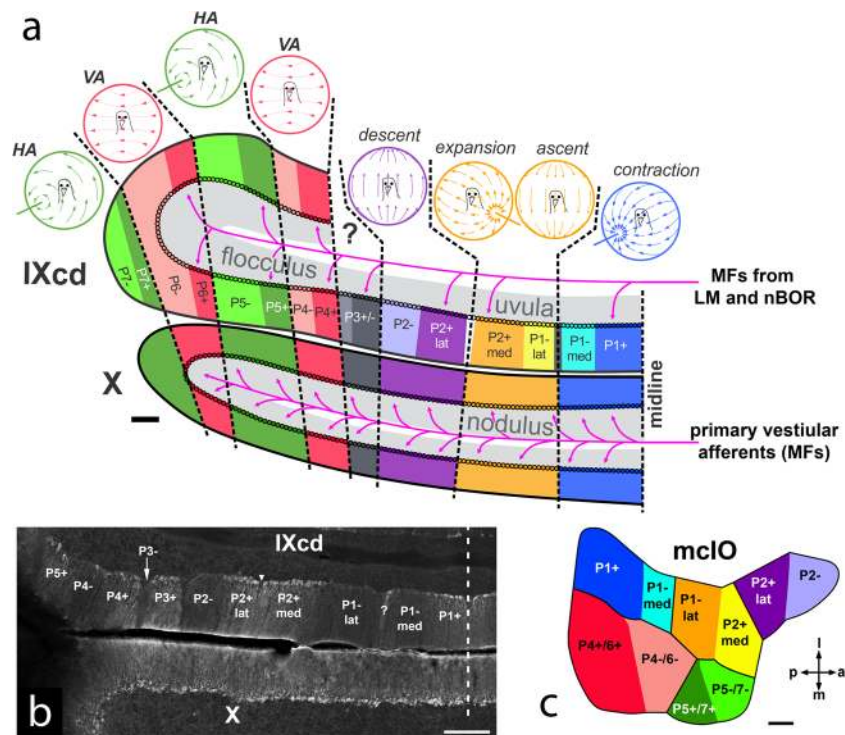 a
HA
VA
HA
VA
HA
descent
expansion
ascent
contraction
?
IXcd
flocculus
uvula
MFs from
LM and nBOR
P7-
P7+
P6-
P6+
P5-
P5+
P4-
P4+
P3+/-
P2-
P2+
lat
P2+
med
P1-
lat
P1-
med
P1+
X
nodulus
midline
primary vestiular
afferents (MFs)
b
IXcd
P5+
P4-
P4+
P3-
P3+
P2-
P2+
lat
P2+
med
P1-
lat
?
P1-
med
P1+
X
c
mcIO
P1+
P1-
med
P1-
lat
P2+
med
P2+
lat
P2-
P4+/6+
P4-/6-
P5+/7+
P5-/7-
l
p
a
m